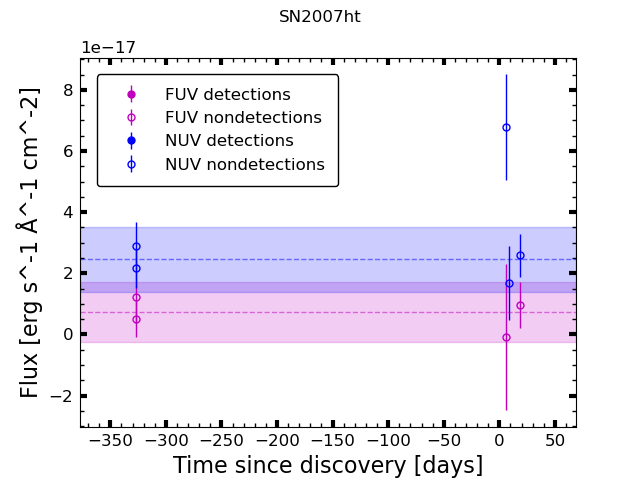 SN2007ht
1e−17
FUV detections
FUV nondetections
NUV detections
NUV nondetections
8
6
4
2
0
−2
Flux [erg s^-1 Å^-1 cm^-2]
−350 −300 −250 −200 −150 −100 −50 0 50
Time since discovery [days]